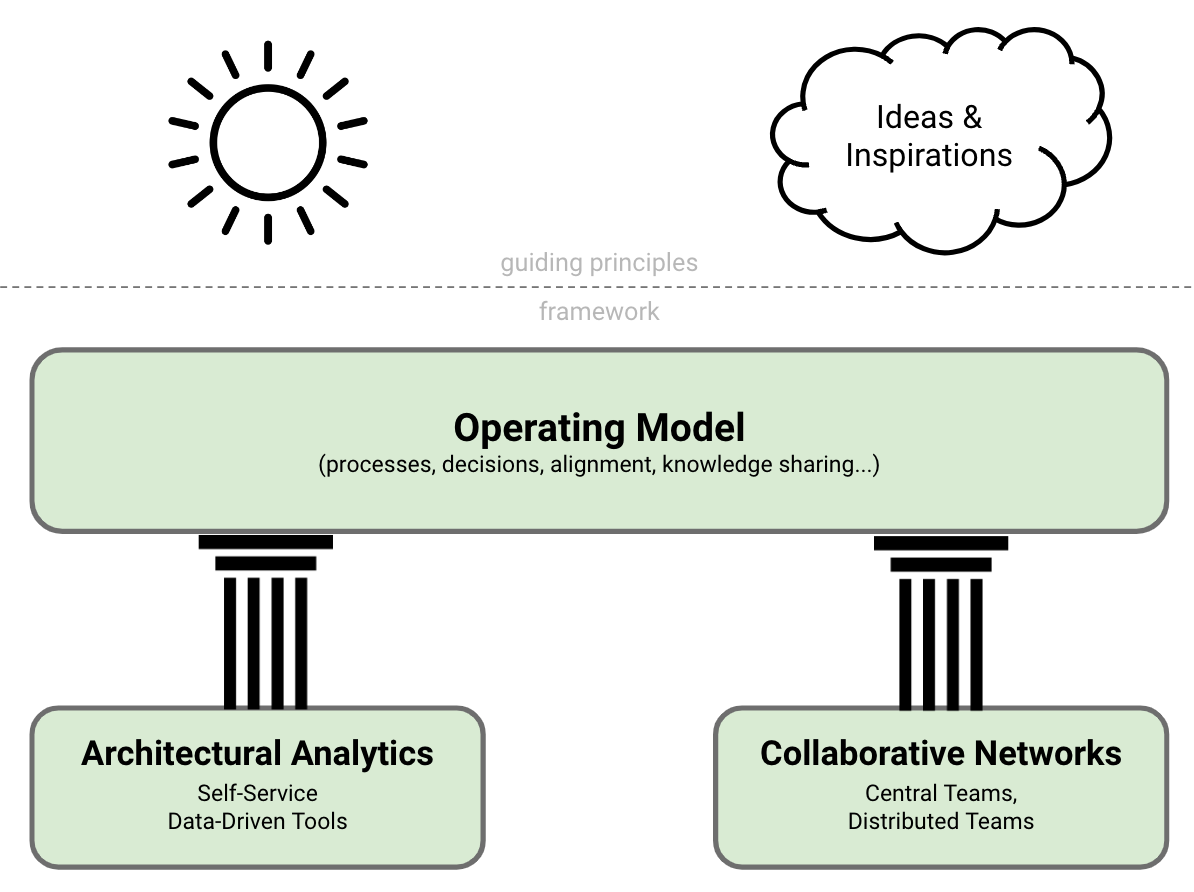 Ideas &
Inspirations
guiding principles
framework
Operating Model
(processes, decisions, alignment, knowledge sharing...)
Architectural Analytics
Self-Service
Data-Driven Tools
Collaborative Networks
Central Teams,
Distributed Teams